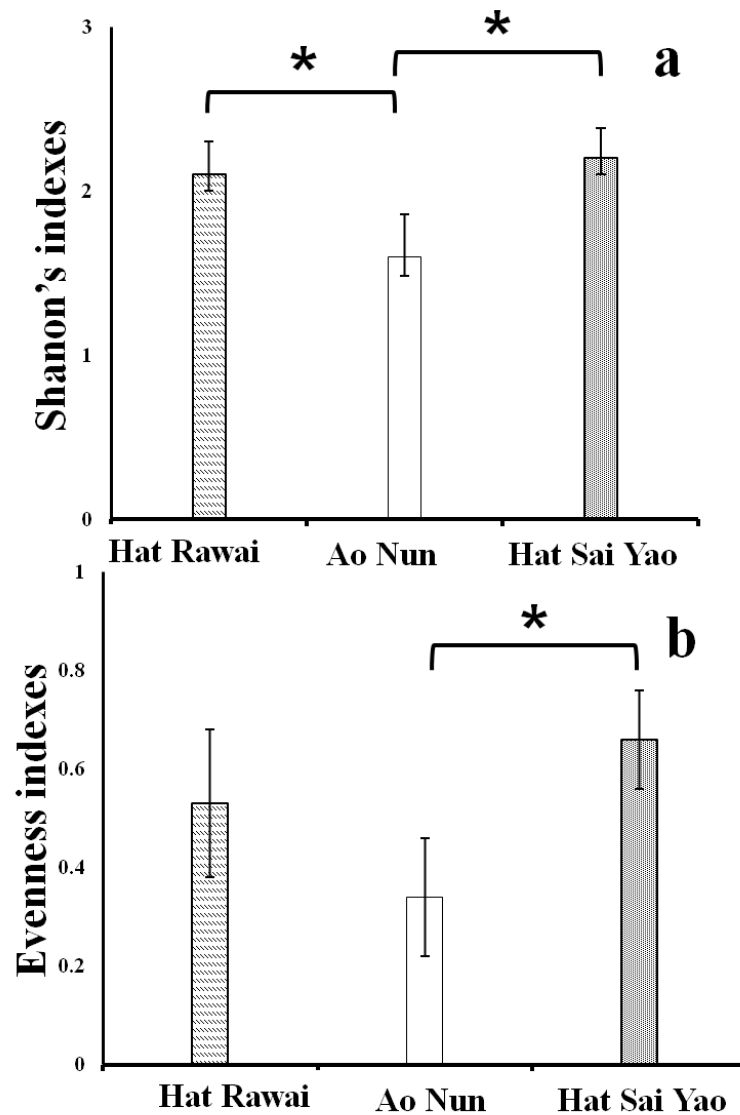 3
*
*
a
2
Shanon’s indexes
1
0
Hat Rawai
Ao Nun
Hat Sai Yao
1
*
b
0.8
0.6
Evenness indexes
0.4
0.2
0
Hat Rawai
Ao Nun
Hat Sai Yao